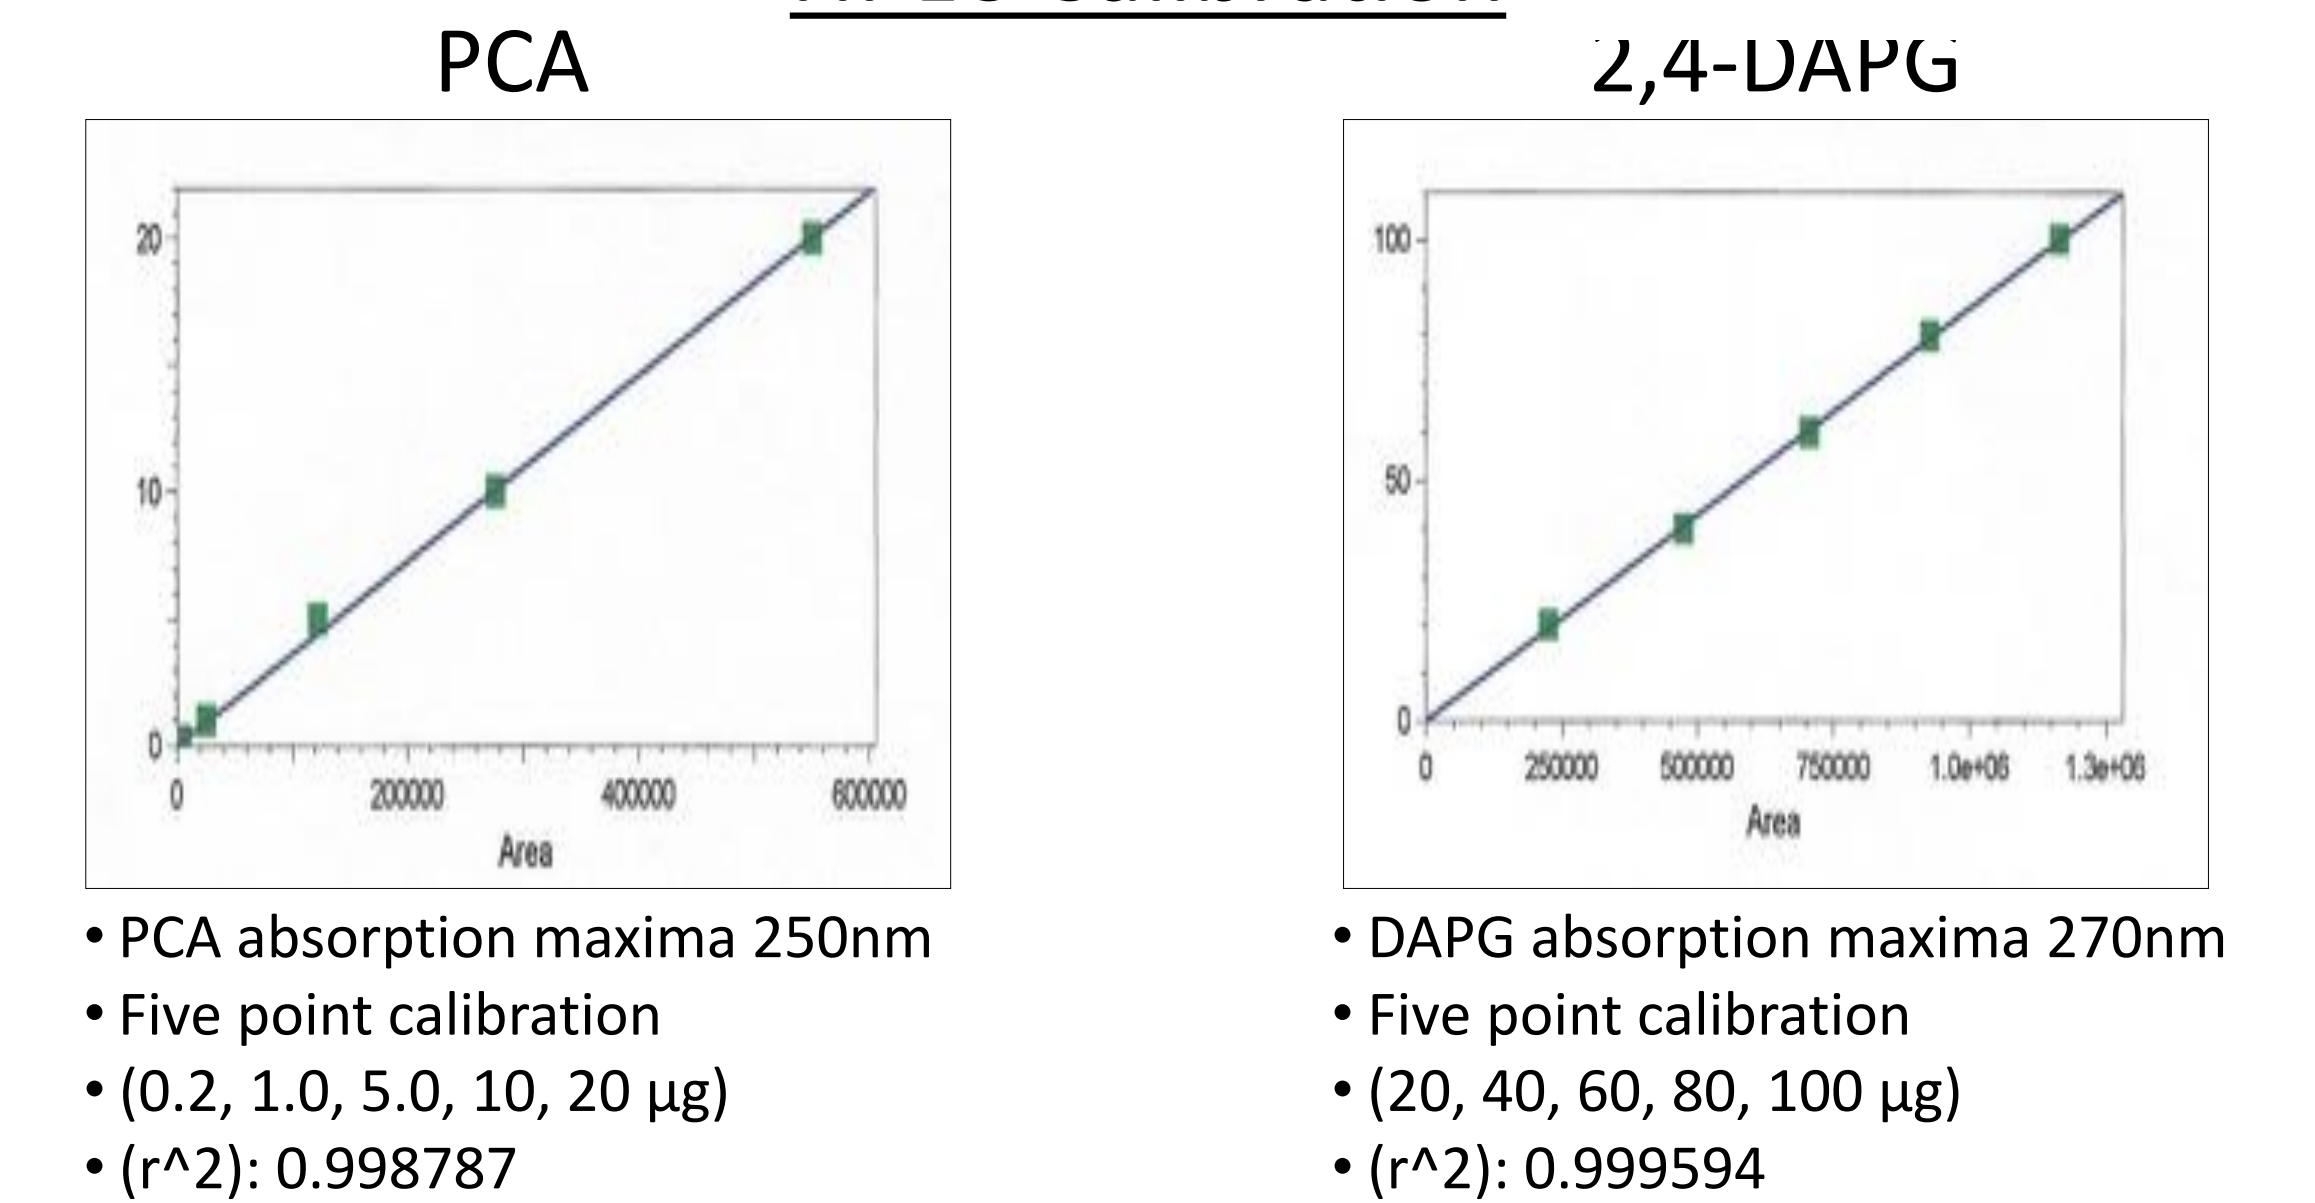 PCA
2,4-DAPG
20
10
0
0 200000 400000 600000
Area
100
50
0
0 250000 500000 750000 1.0e+06 1.3e+06
Area
• PCA absorption maxima 250nm
• Five point calibration
• (0.2, 1.0, 5.0, 10, 20 µg)
• (r^2): 0.998787
• DAPG absorption maxima 270nm
• Five point calibration
• (20, 40, 60, 80, 100 µg)
• (r^2): 0.999594